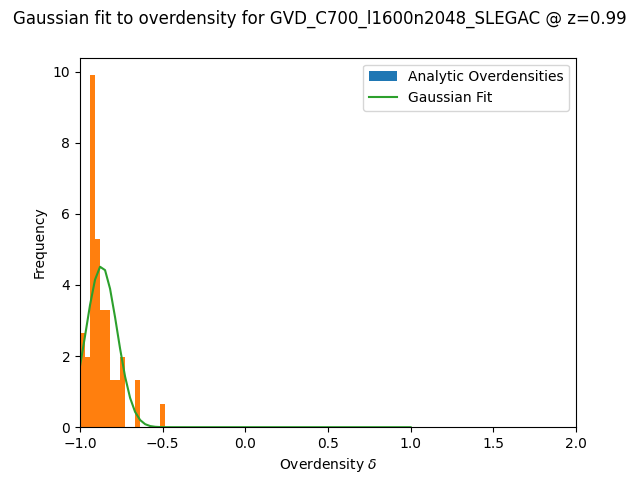 Gaussian fit to overdensity for GVD_C700_l1600n2048_SLEGAC @ z=0.99
Analytic Overdensities
Gaussian Fit
Frequency
10
8
6
4
2
0
−1.0 −0.5 0.0 0.5 1.0 1.5 2.0
Overdensity δ